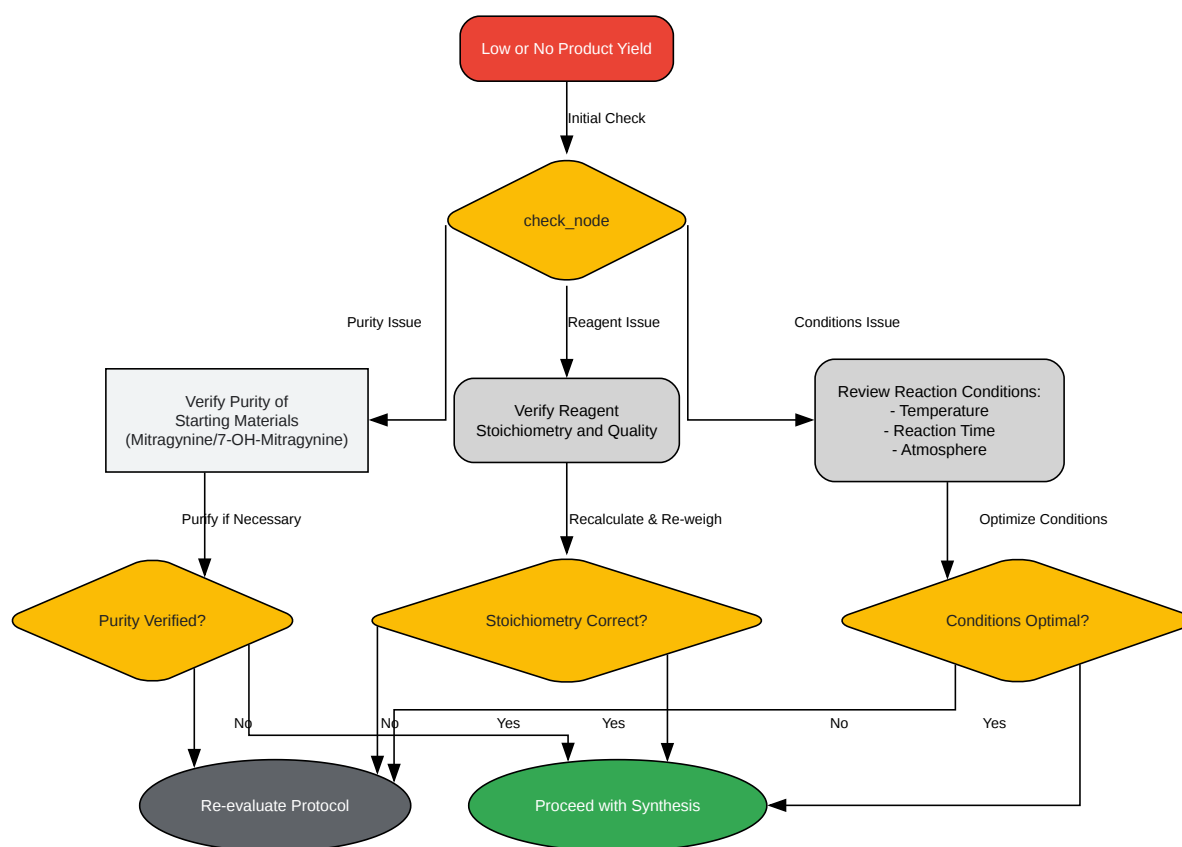 Low or No Product Yield
Initial Check
check_node
Purity Issue
Reagent Issue
Conditions Issue
Verify Purity of
Starting Materials
(Mitragynine/7-OH-Mitragynine)
Verify Reagent
Stoichiometry and Quality
Review Reaction Conditions:
- Temperature
- Reaction Time
- Atmosphere
Purify if Necessary
Recalculate & Re-weigh
Optimize Conditions
Purity Verified?
Stoichiometry Correct?
Conditions Optimal?
No
No
Yes
Yes
No
Yes
Re-evaluate Protocol
Proceed with Synthesis